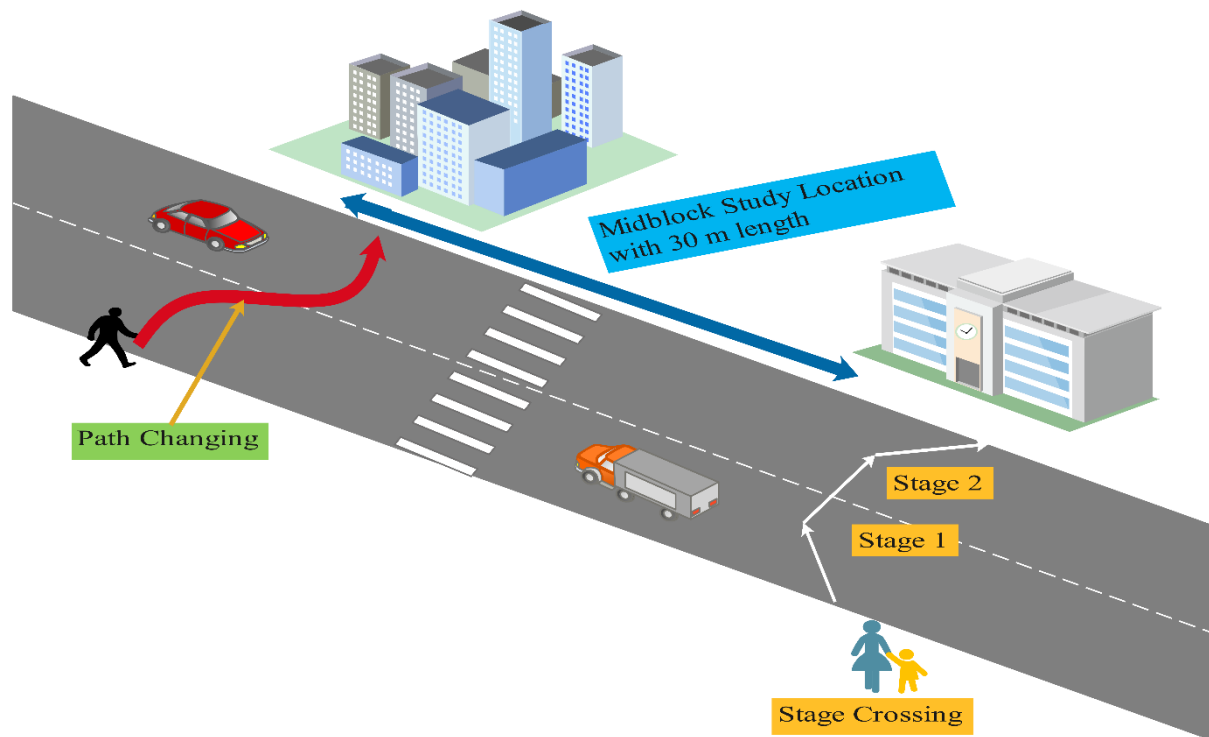 Midblock Study Location
with 30 m length
Path Changing
Stage 2
Stage 1
Stage Crossing